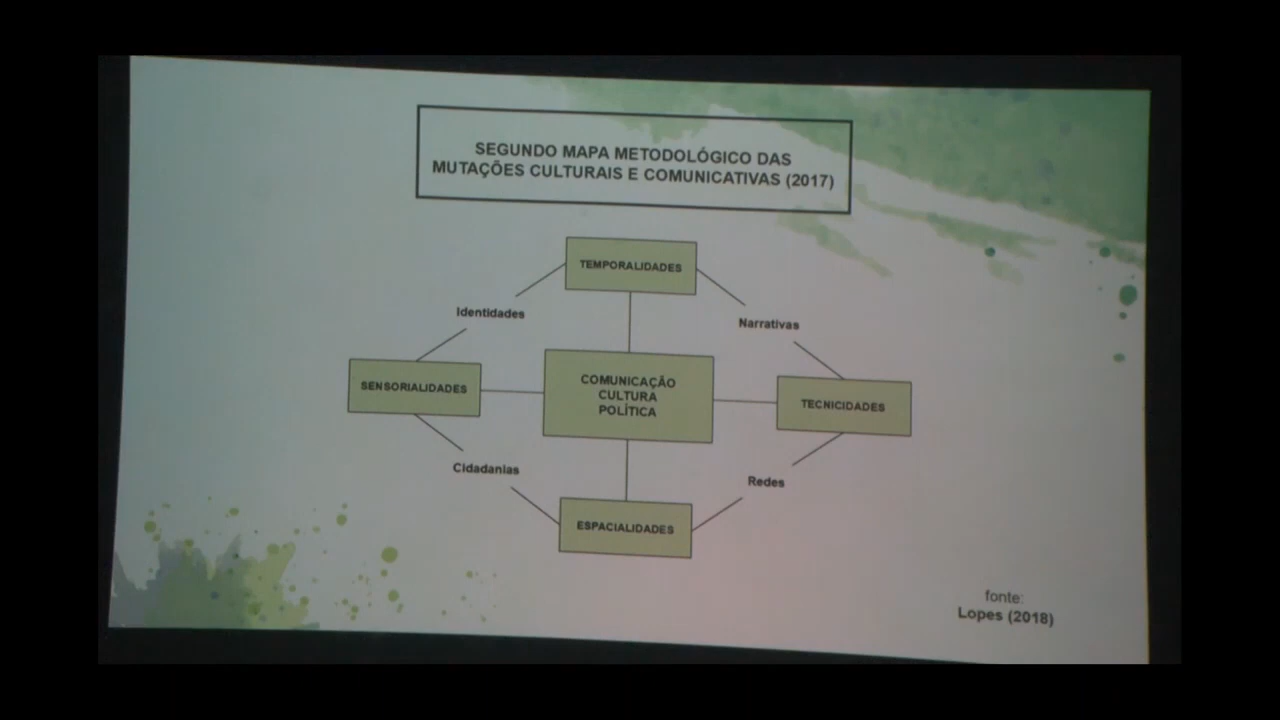 SEGUNDO MAPA METODOLÓGICO DAS
MUTAÇÕES CULTURAIS E COMUNICATIVAS (2017)
TEMPORALIDADES
Identidades
Narrativas
SENSORIALIDADES
COMUNICAÇÃO
CULTURA
POLÍTICA
TECNICIDADES
Cidadanias
Redes
ESPACIALIDADES
fonte:
Lopes (2018)